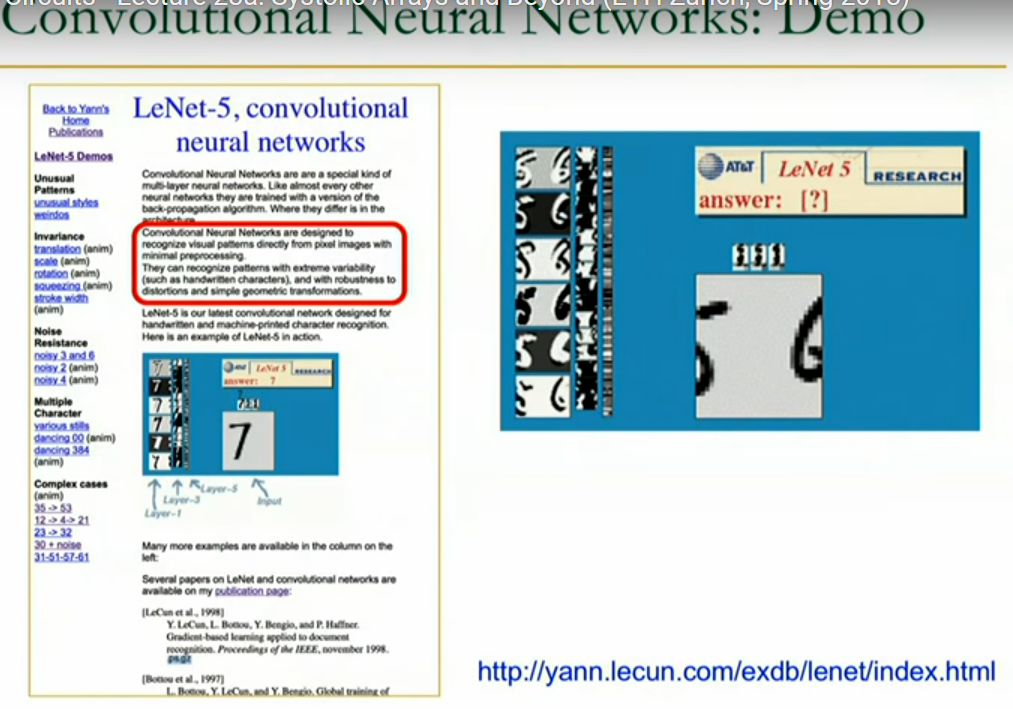 Circuits - Lecture 25a: Systolic Arrays and Beyond (ETH Zürich, Spring 2018)
Convolutional Neural Networks: Demo
Back to Yann's
Home
Publications
LeNet-5 Demos
Unusual
Patterns
unusual styles
weirdos
Invariance
translation (anim)
scale (anim)
rotation (anim)
squeezing (anim)
stroke width
(anim)
Noise
Resistance
noisy 3 and 6
noisy 2 (anim)
noisy 4 (anim)
Multiple
Character
various stills
dancing 00 (anim)
dancing 384
(anim)
Complex cases
(anim)
35 -> 53
12 -> 4-> 21
23 -> 32
30 + noise
31-51-57-61
LeNet-5, convolutional
neural networks
Convolutional Neural Networks are are a special kind of
multi-layer neural networks. Like almost every other
neural networks they are trained with a version of the
back-propagation algorithm. Where they differ is in the
architecture.
Convolutional Neural Networks are designed to
recognize visual patterns directly from pixel images with
minimal preprocessing.
They can recognize patterns with extreme variability
(such as handwritten characters), and with robustness to
distortions and simple geometric transformations.
LeNet-5 is our latest convolutional network designed for
handwritten and machine-printed character recognition.
Here is an example of LeNet-5 in action.
AT&T LeNet 5 RESEARCH
answer: 7
7
Layer-5
Layer-3
Input
Layer-1
Many more examples are available in the column on the
left:
Several papers on LeNet and convolutional networks are
available on my publication page:
[LeCun et al., 1998]
Y. LeCun, L. Bottou, Y. Bengio, and P. Haffner.
Gradient-based learning applied to document
recognition. Proceedings of the IEEE, november 1998.
[Bottou et al., 1997]
L. Bottou, Y. LeCun, and Y. Bengio. Global training of
AT&T LeNet 5 RESEARCH
answer: [?]
http://yann.lecun.com/exdb/lenet/index.html